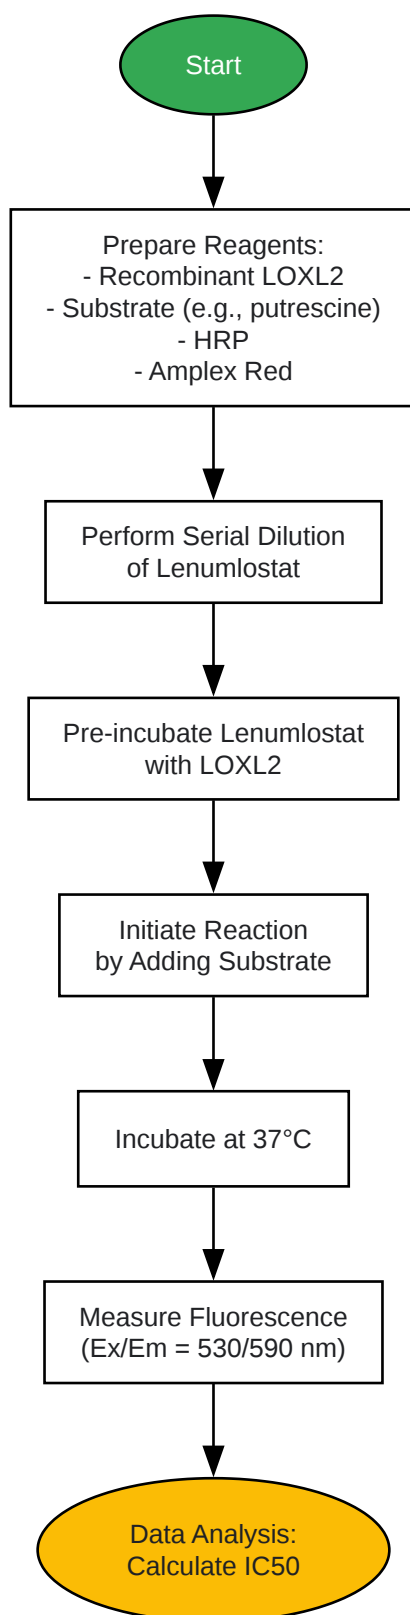 Start
Prepare Reagents:
- Recombinant LOXL2
- Substrate (e.g., putrescine)
- HRP
- Amplex Red
Perform Serial Dilution
of Lenumlostat
Pre-incubate Lenumlostat
with LOXL2
Initiate Reaction
by Adding Substrate
Incubate at 37°C
Measure Fluorescence
(Ex/Em = 530/590 nm)
Data Analysis:
Calculate IC50